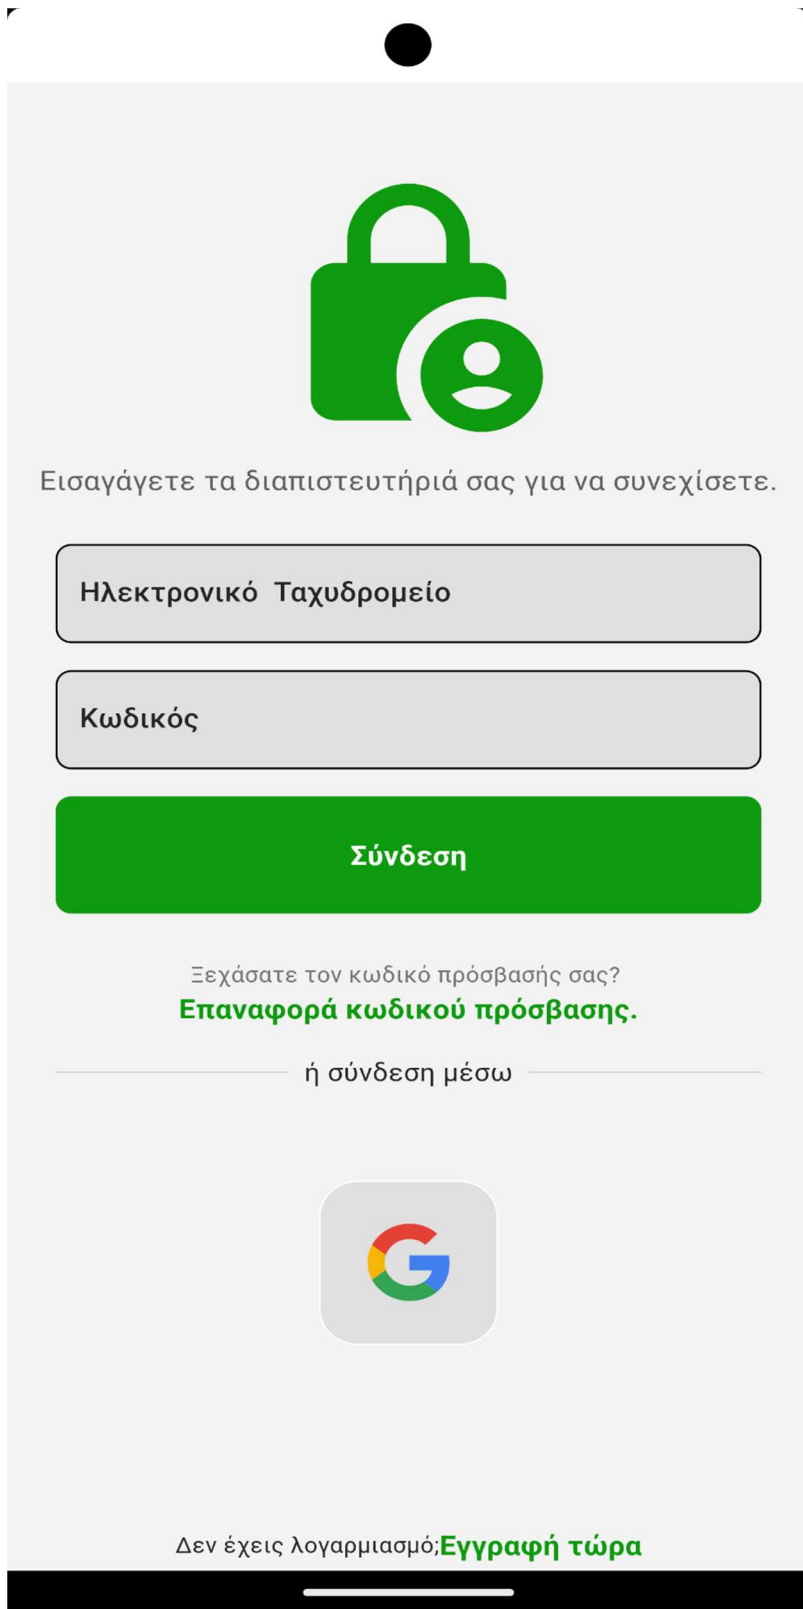 Εισαγάγετε τα διαπιστευτήριά σας για να συνεχίσετε.
Ηλεκτρονικό Ταχυδρομείο
Κωδικός
Σύνδεση
Ξεχάσατε τον κωδικό πρόσβασής σας?
Επαναφορά κωδικού πρόσβασης.
ή σύνδεση μέσω
Δεν έχεις λογαρμιασμό;Εγγραφή τώρα